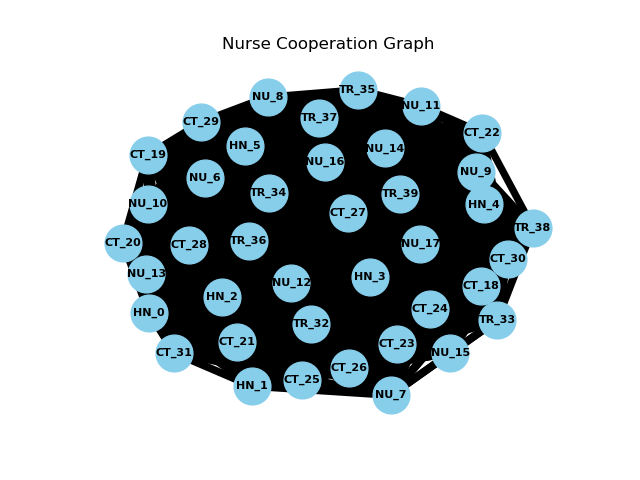 Nurse Cooperation Graph
TR_35
NU_8
NU_11
TR_37
CT_29
CT_22
HN_5
NU_14
CT_19
NU_16
NU_9
NU_6
TR_34
TR_39
NU_10
HN_4
CT_27
TR_38
TR_36
CT_20
CT_28
NU_17
CT_30
NU_13
HN_3
NU_12
CT_18
HN_2
CT_24
HN_0
TR_33
TR_32
CT_21
CT_23
CT_31
NU_15
CT_26
CT_25
HN_1
NU_7